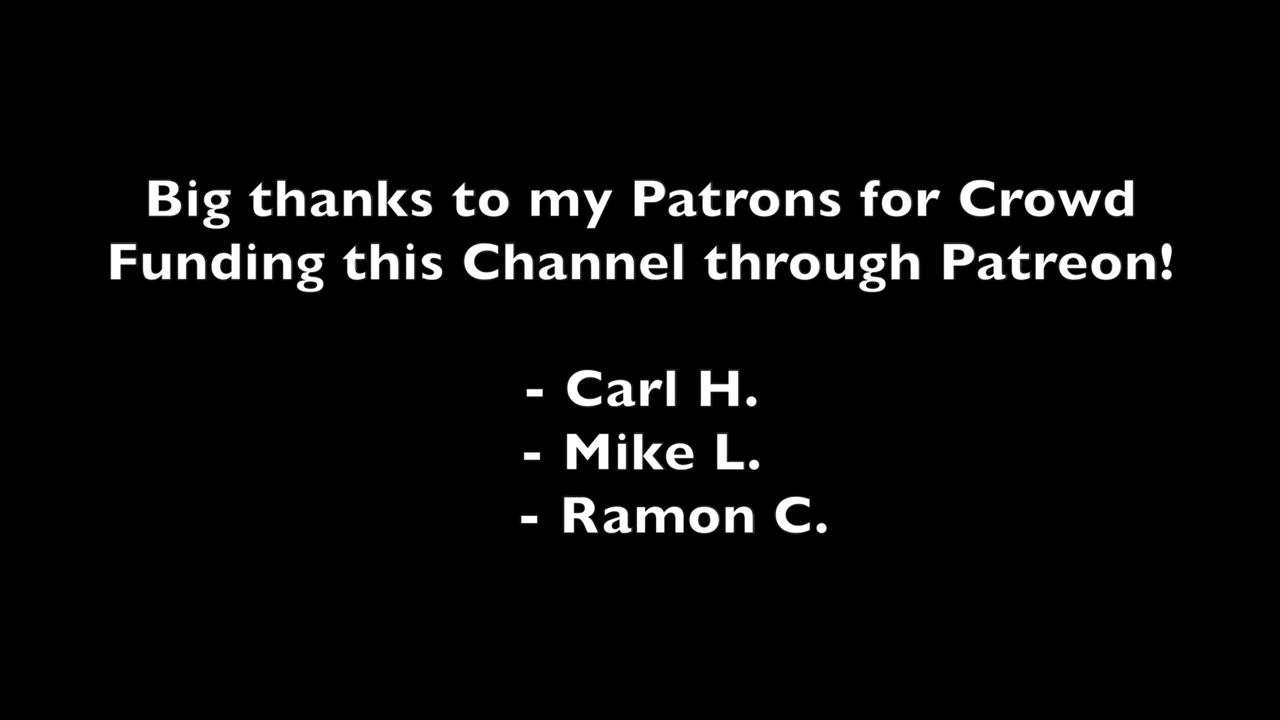 Big thanks to my Patrons for Crowd
Funding this Channel through Patreon!
- Carl H.
- Mike L.
- Ramon C.